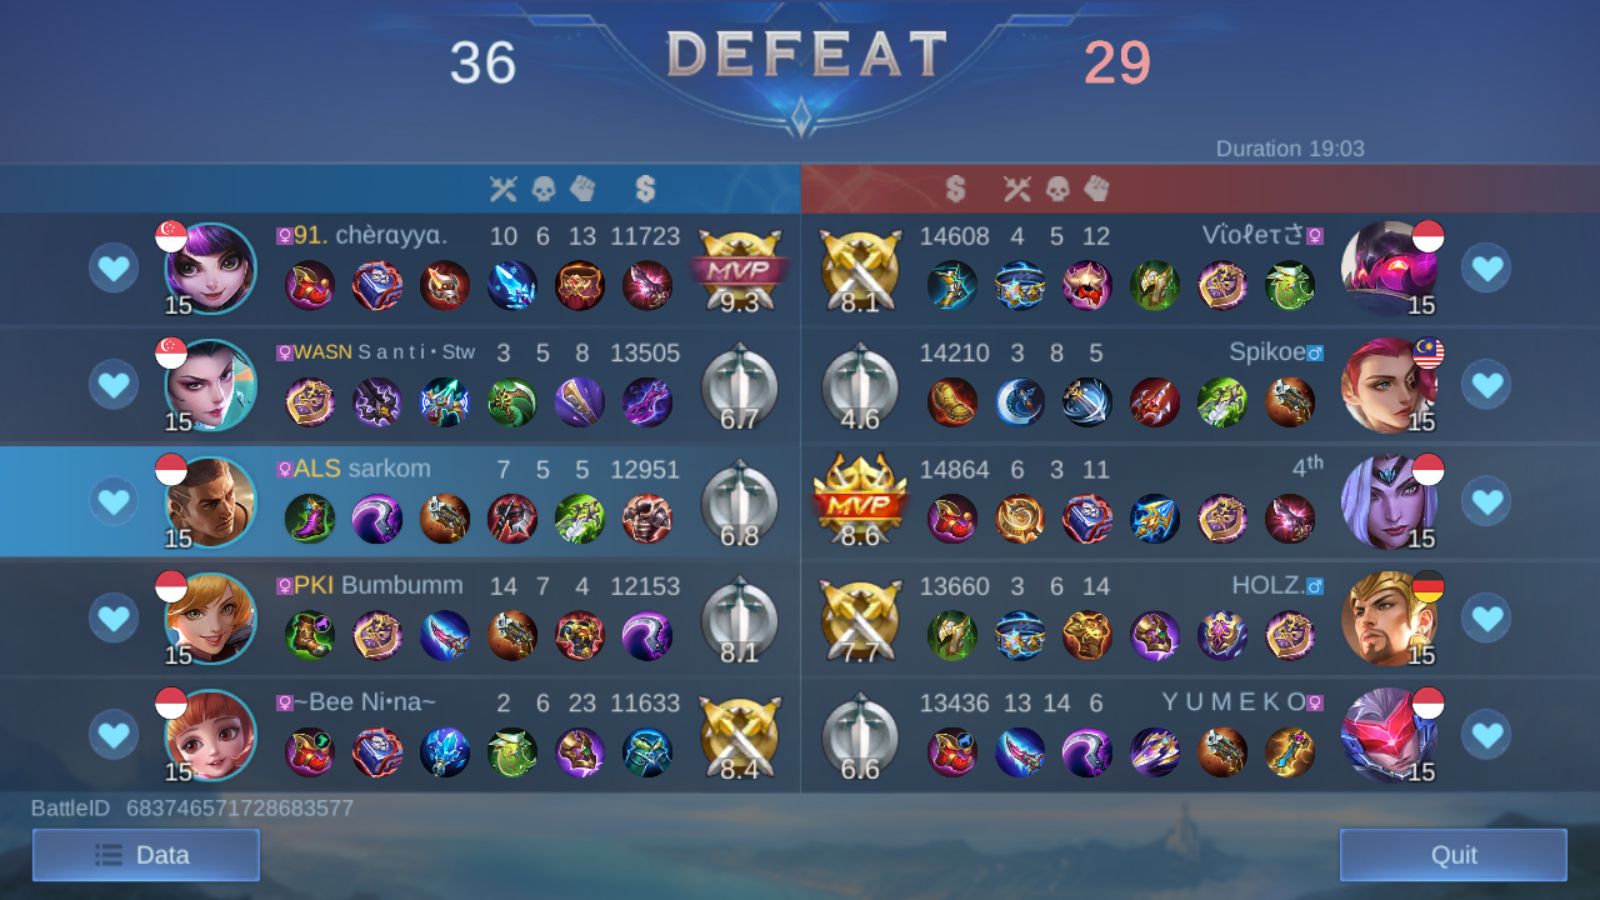 36 DEFEAT 29
Duration 19:03
91. chèrαyyα. 10 6 13 11723 MVP 9.3 15
14608 4 5 12 Vïoℓeτさ 8.1 15
WASN Santi•Stw 3 5 8 13505 6.7 15
14210 3 8 5 Spikoe 4.6 15
ALS sarkom 7 5 5 12951 6.8 15
14864 6 3 11 4th MVP 8.6 15
PKI Bumbumm 14 7 4 12153 8.1 15
13660 3 6 14 HOLZ. 7.7 15
~Bee Ni•na~ 2 6 23 11633 8.4 15
13436 13 14 6 Y U M E K O 6.6 15
BattleID 683746571728683577
Data
Quit